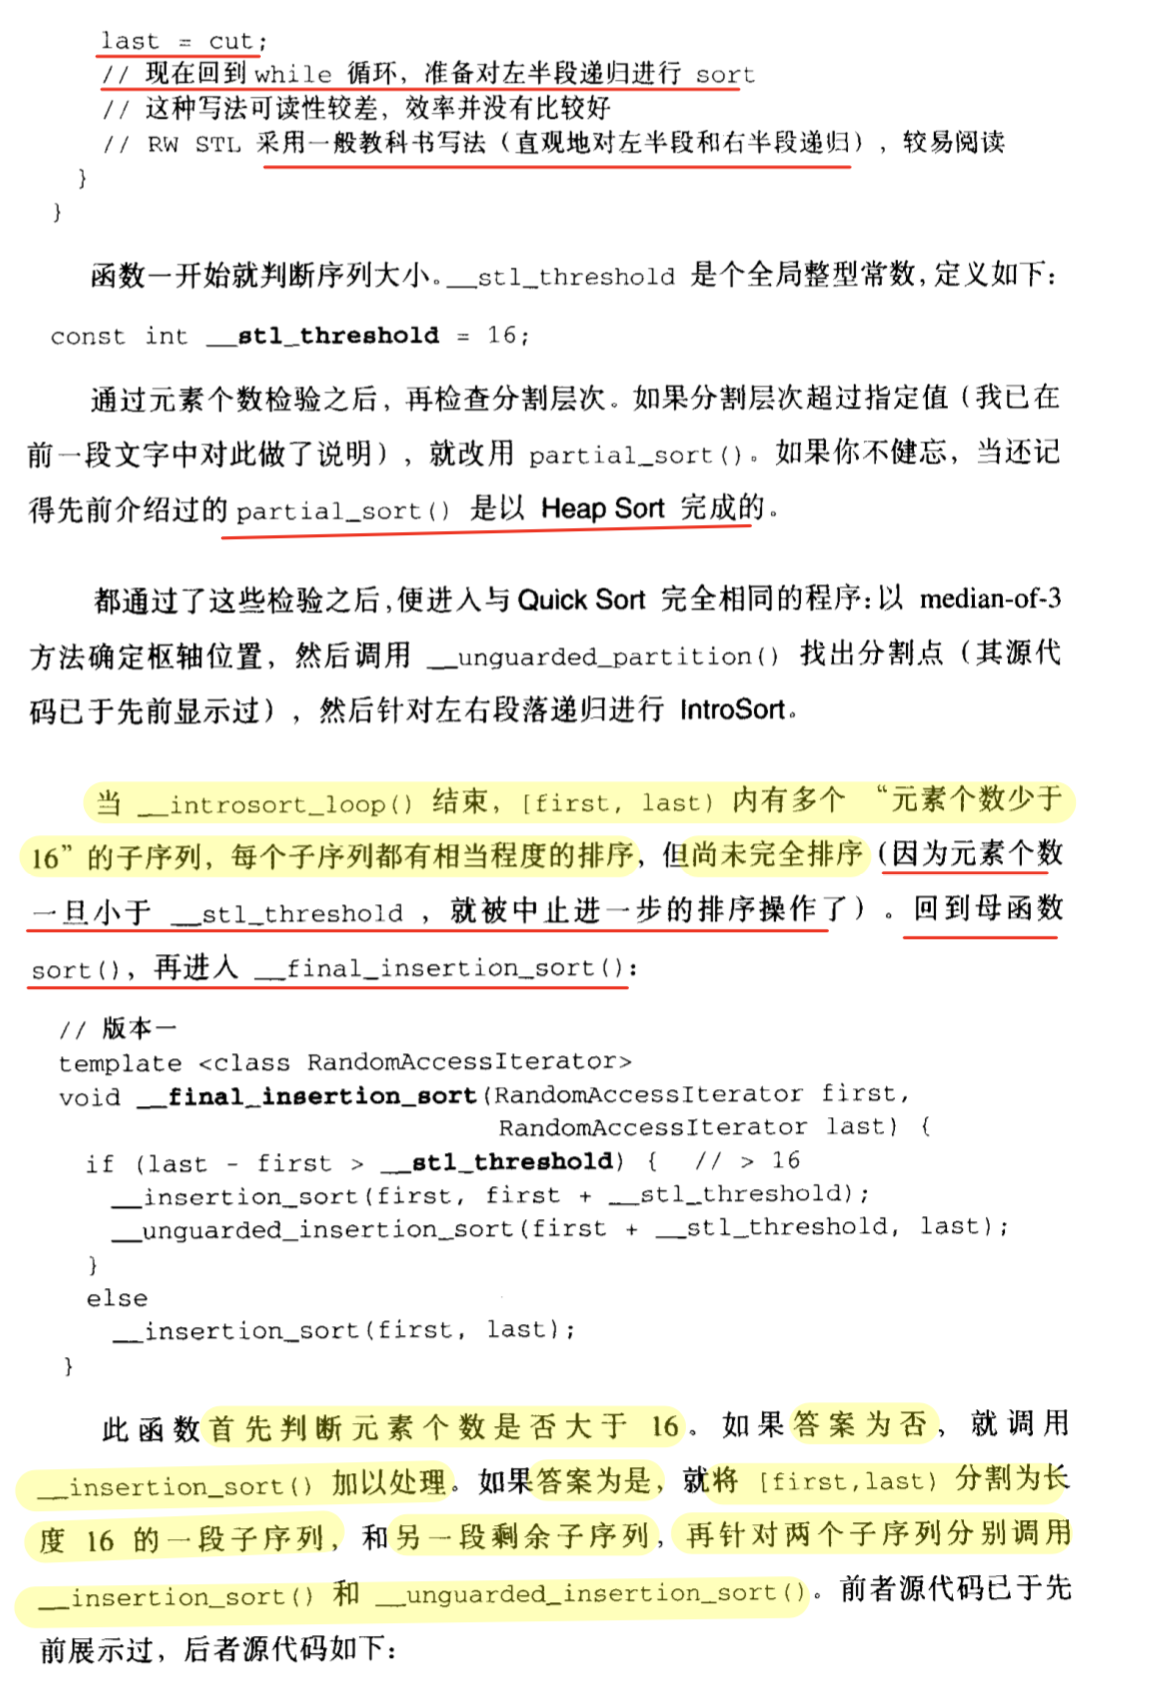 last = cut;
// 现在回到while 循环，准备对左半段递归进行 sort
// 这种写法可读性较差，效率并没有比较好
// RW STL 采用一般教科书写法（直观地对左半段和右半段递归），较易阅读
}
}
函数一开始就判断序列大小。__stl_threshold 是个全局整型常数，定义如下：
const int __stl_threshold = 16;
通过元素个数检验之后，再检查分割层次。如果分割层次超过指定值（我已在
前一段文字中对此做了说明），就改用 partial_sort()。如果你不健忘，当还记
得先前介绍过的 partial_sort() 是以 Heap Sort 完成的。
都通过了这些检验之后，便进入与 Quick Sort 完全相同的程序：以 median-of-3
方法确定枢轴位置，然后调用 __unguarded_partition() 找出分割点（其源代
码已于先前显示过），然后针对左右段落递归进行 IntroSort。
当 __introsort_loop() 结束，[first, last) 内有多个 “元素个数少于
16”的子序列，每个子序列都有相当程度的排序，但尚未完全排序（因为元素个数
一旦小于 __stl_threshold ，就被中止进一步的排序操作了）。回到母函数
sort()，再进入 __final_insertion_sort()：
// 版本一
template <class RandomAccessIterator>
void __final_insertion_sort(RandomAccessIterator first,
RandomAccessIterator last) {
if (last - first > __stl_threshold) { // > 16
__insertion_sort(first, first + __stl_threshold);
__unguarded_insertion_sort(first + __stl_threshold, last);
}
else
__insertion_sort(first, last);
}
此函数首先判断元素个数是否大于 16。如果答案为否，就调用
__insertion_sort() 加以处理。如果答案为是，就将 [first,last) 分割为长
度 16 的一段子序列，和另一段剩余子序列，再针对两个子序列分别调用
__insertion_sort() 和 __unguarded_insertion_sort()。前者源代码已于先
前展示过，后者源代码如下：